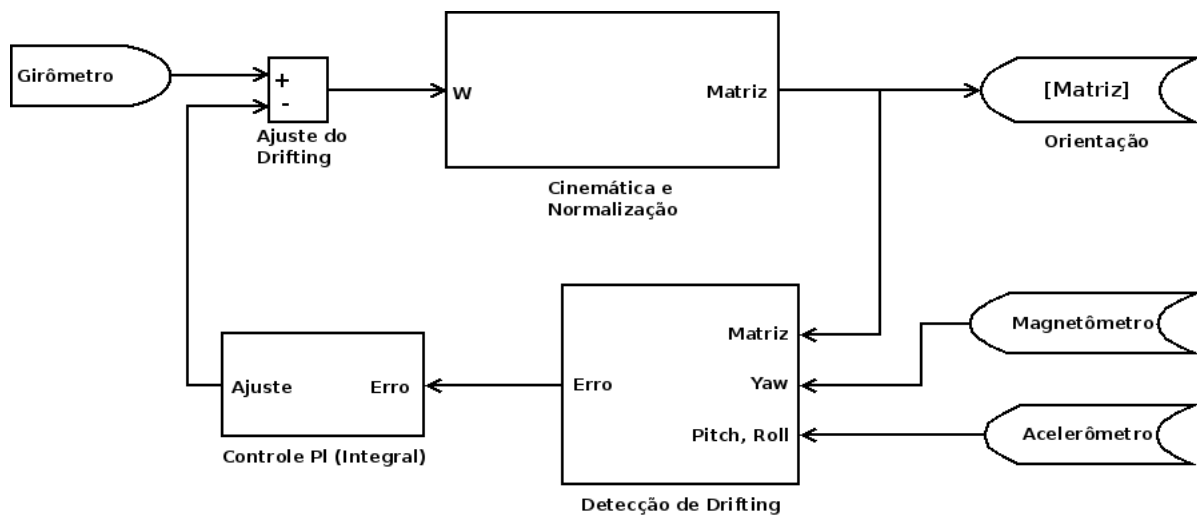 Girômetro
+
-
Ajuste do
Drifting
W
Matriz
Cinemática e
Normalização
[Matriz]
Orientação
Matriz
Yaw
Pitch, Roll
Erro
Detecção de Drifting
Magnetômetro
Acelerômetro
Ajuste
Erro
Controle PI (Integral)